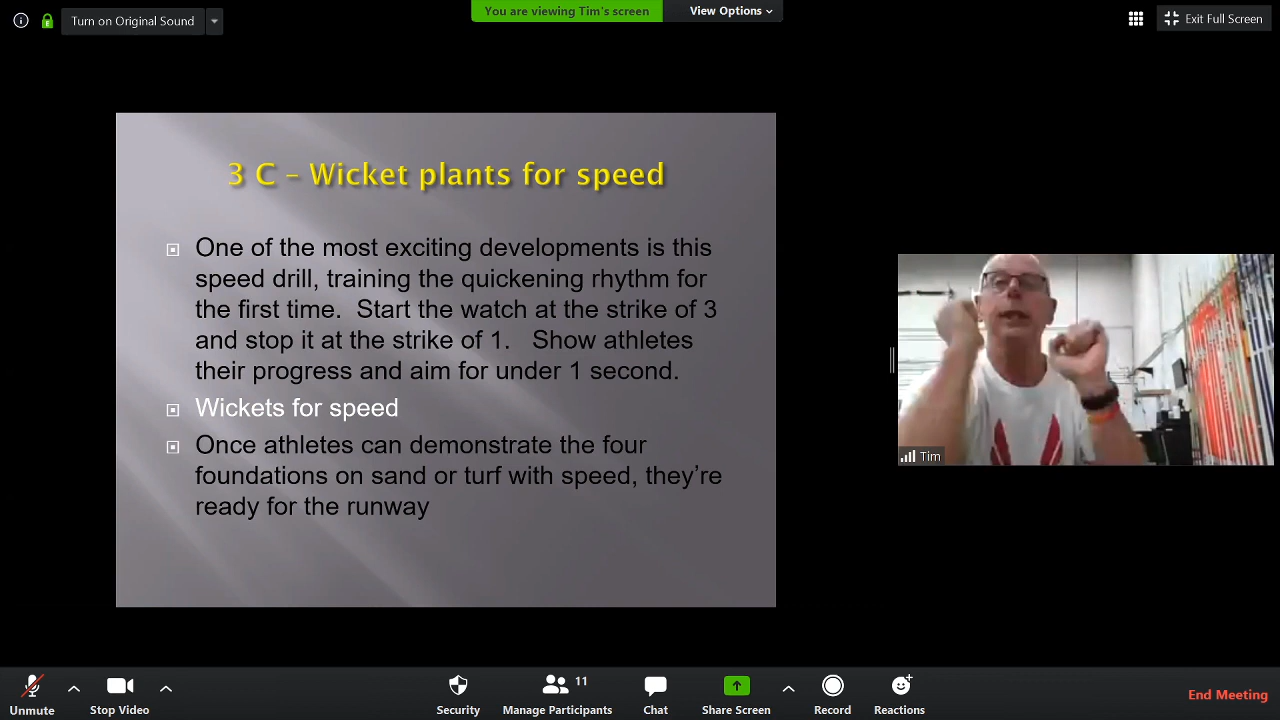 Turn on Original Sound
You are viewing Tim's screen
View Options
Exit Full Screen
3 C – Wicket plants for speed
One of the most exciting developments is this
speed drill, training the quickening rhythm for
the first time.  Start the watch at the strike of 3
and stop it at the strike of 1.   Show athletes
their progress and aim for under 1 second.
Wickets for speed
Once athletes can demonstrate the four
foundations on sand or turf with speed, they're
ready for the runway
Tim
Unmute
Stop Video
Security
Manage Participants
11
Chat
Share Screen
Record
Reactions
End Meeting